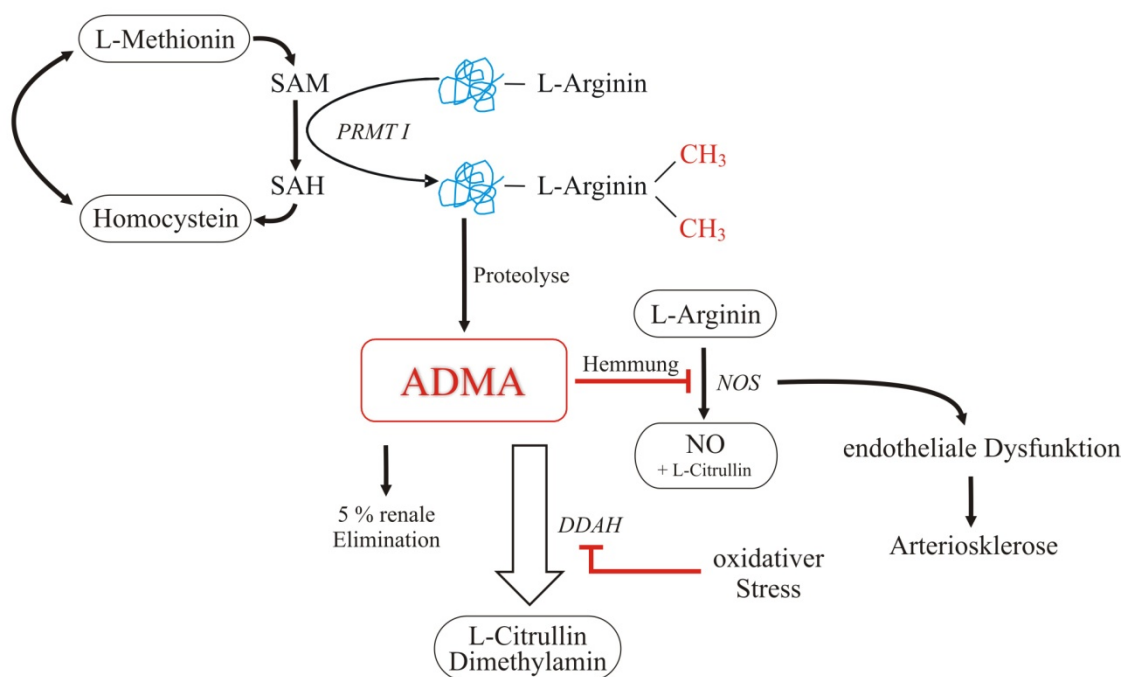 L-Methionin
SAM
L-Arginin
PRMT I
CH₃
SAH
L-Arginin
Homocystein
CH₃
Proteolyse
L-Arginin
ADMA
Hemmung
NOS
NO
+ L-Citrullin
endotheliale Dysfunktion
5 % renale
Elimination
DDAH
Arteriosklerose
oxidativer
Stress
L-Citrullin
Dimethylamin